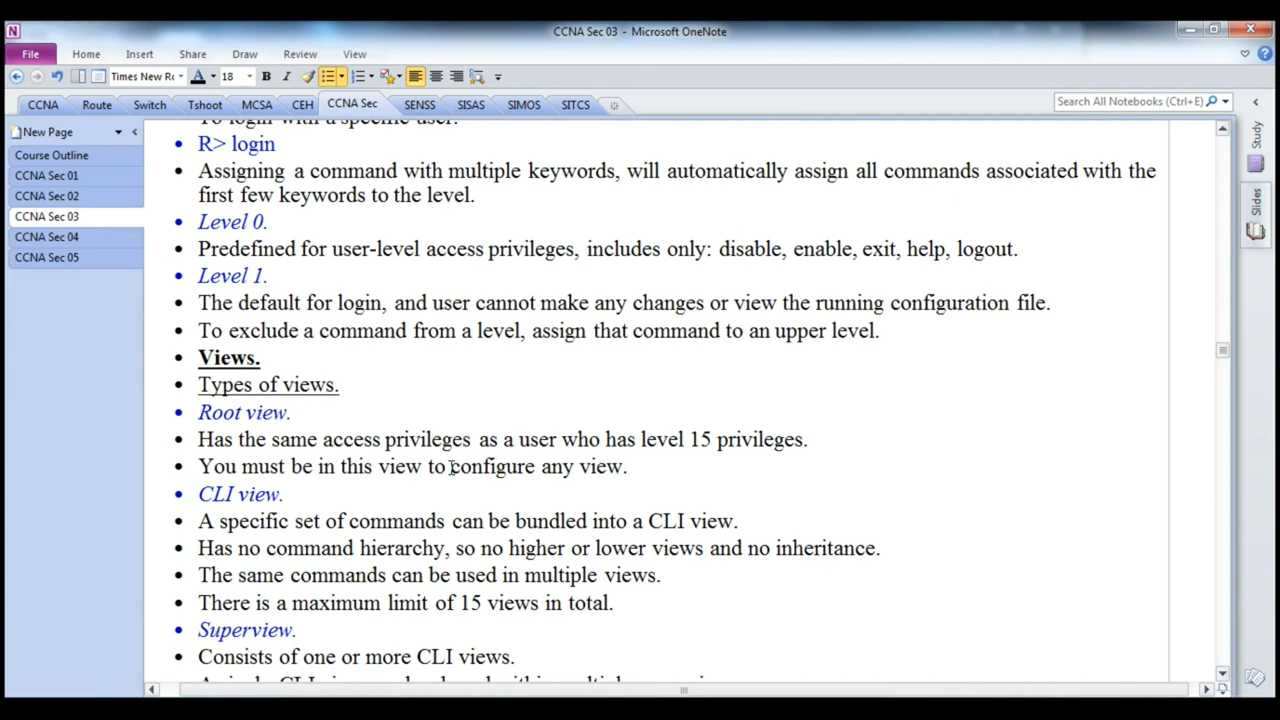 CCNA Sec 03 - Microsoft OneNote
File Home Insert Share Draw Review View
Times New Ro 18 B I
CCNA Route Switch Tshoot MCSA CEH CCNA Sec SENSS SISAS SIMOS SITCS
Search All Notebooks (Ctrl+E)
New Page
Course Outline
CCNA Sec 01
CCNA Sec 02
CCNA Sec 03
CCNA Sec 04
CCNA Sec 05
To login with a specific user.
• R> login
• Assigning a command with multiple keywords, will automatically assign all commands associated with the
first few keywords to the level.
• Level 0.
• Predefined for user-level access privileges, includes only: disable, enable, exit, help, logout.
• Level 1.
• The default for login, and user cannot make any changes or view the running configuration file.
• To exclude a command from a level, assign that command to an upper level.
• Views.
• Types of views.
• Root view.
• Has the same access privileges as a user who has level 15 privileges.
• You must be in this view to configure any view.
• CLI view.
• A specific set of commands can be bundled into a CLI view.
• Has no command hierarchy, so no higher or lower views and no inheritance.
• The same commands can be used in multiple views.
• There is a maximum limit of 15 views in total.
• Superview.
• Consists of one or more CLI views.
Study
Slides